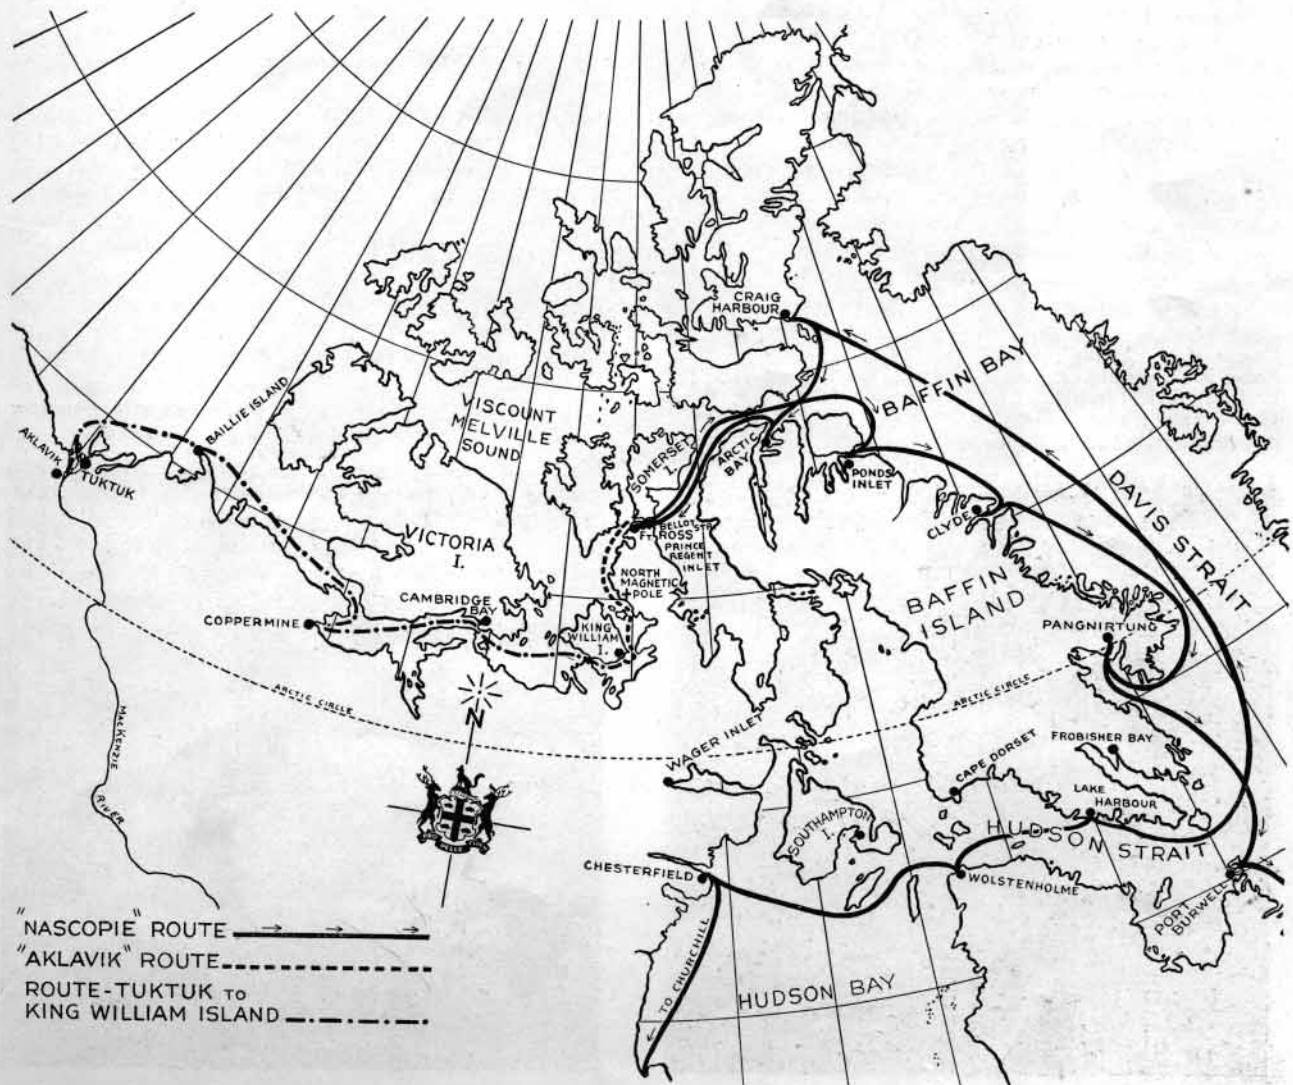 CRAIG
HARBOUR
BAFFIN BAY
DAVIS STRAIT
VISCOUNT
MELVILLE
SOUND
SOMERSET
I.
ARCTIC
BAY
PONDS
INLET
CLYDE
BAILLIE ISLAND
AKLAVIK
TUKTUK
VICTORIA
I.
BELLOT STR.
FT. ROSS
PRINCE
REGENT
INLET
NORTH
MAGNETIC
+ POLE
BAFFIN
ISLAND
PANGNIRTUNG
CAMBRIDGE
BAY
COPPERMINE
KING
WILLIAM
I.
ARCTIC CIRCLE
ARCTIC CIRCLE
N
MACKENZIE
RIVER
WAGER INLET
CAPE DORSET
FROBISHER BAY
LAKE
HARBOUR
SOUTHAMPTON
I.
HUDSON STRAIT
CHESTERFIELD
WOLSTENHOLME
PORT
BURWELL
TO CHURCHILL
HUDSON BAY
"NASCOPIE" ROUTE
"AKLAVIK" ROUTE
ROUTE-TUKTUK TO
KING WILLIAM ISLAND